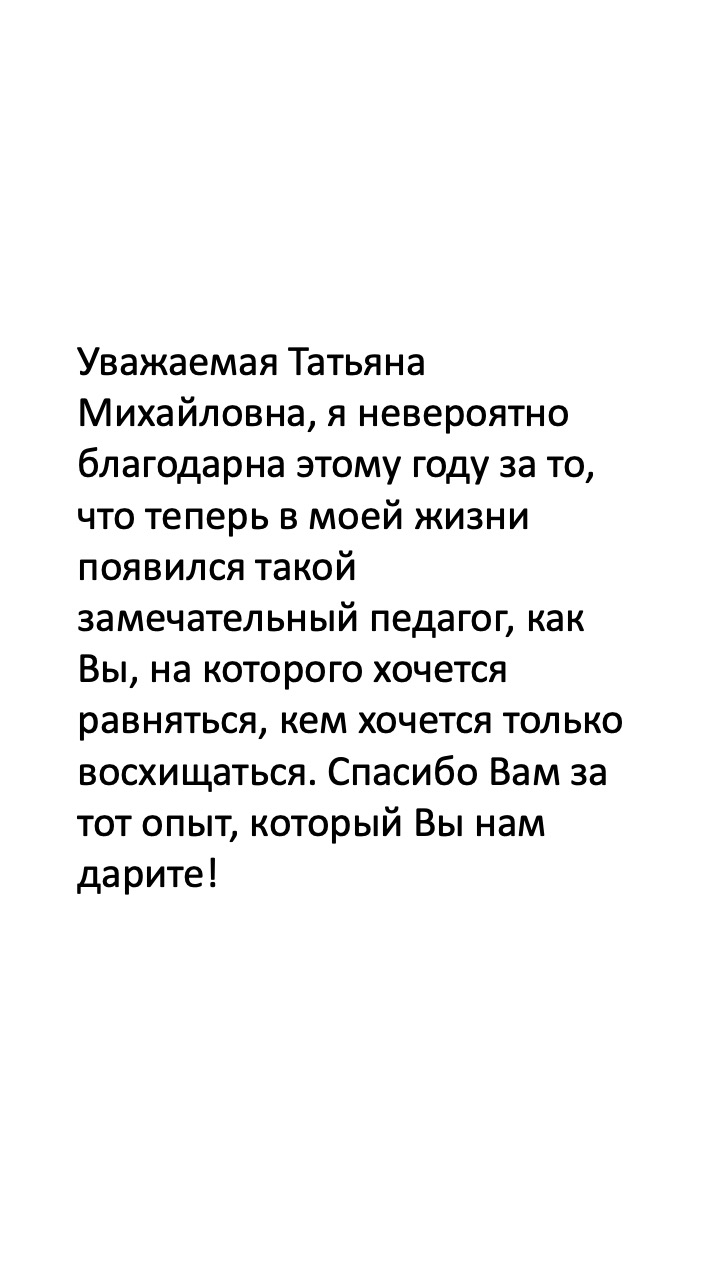 Уважаемая Татьяна
Михайловна, я невероятно
благодарна этому году за то,
что теперь в моей жизни
появился такой
замечательный педагог, как
Вы, на которого хочется
равняться, кем хочется только
восхищаться. Спасибо Вам за
тот опыт, который Вы нам
дарите!